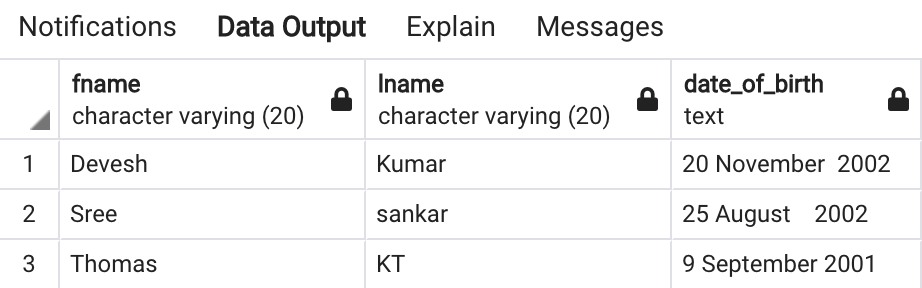 Notifications Data Output Explain Messages
fname lname date_of_birth
character varying (20) character varying (20) text
1 Devesh Kumar 20 November  2002
2 Sree sankar 25 August    2002
3 Thomas KT 9 September 2001